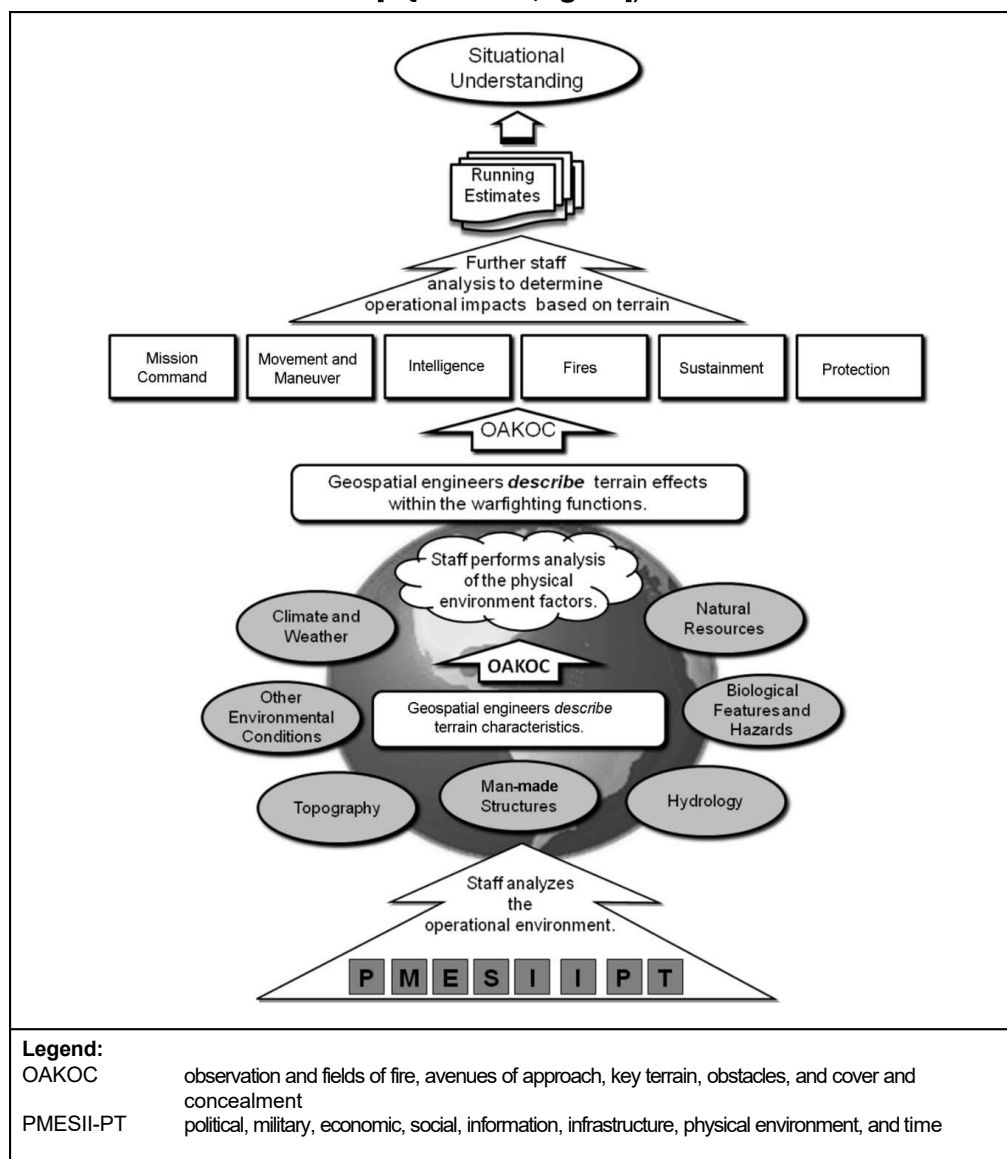 Situational
Understanding
Running
Estimates
Further staff
analysis to determine
operational impacts based on terrain
Mission
Command
Movement and
Maneuver
Intelligence
Fires
Sustainment
Protection
OAKOC
Geospatial engineers describe terrain effects
within the warfighting functions.
Staff performs analysis
of the physical
environment factors.
Climate and
Weather
Natural
Resources
OAKOC
Other
Environmental
Conditions
Geospatial engineers describe
terrain characteristics.
Biological
Features and
Hazards
Topography
Man-made
Structures
Hydrology
Staff analyzes
the
operational environment.
P M E S I I P T
Legend:
OAKOC observation and fields of fire, avenues of approach, key terrain, obstacles, and cover and
concealment
PMESII-PT political, military, economic, social, information, infrastructure, physical environment, and time